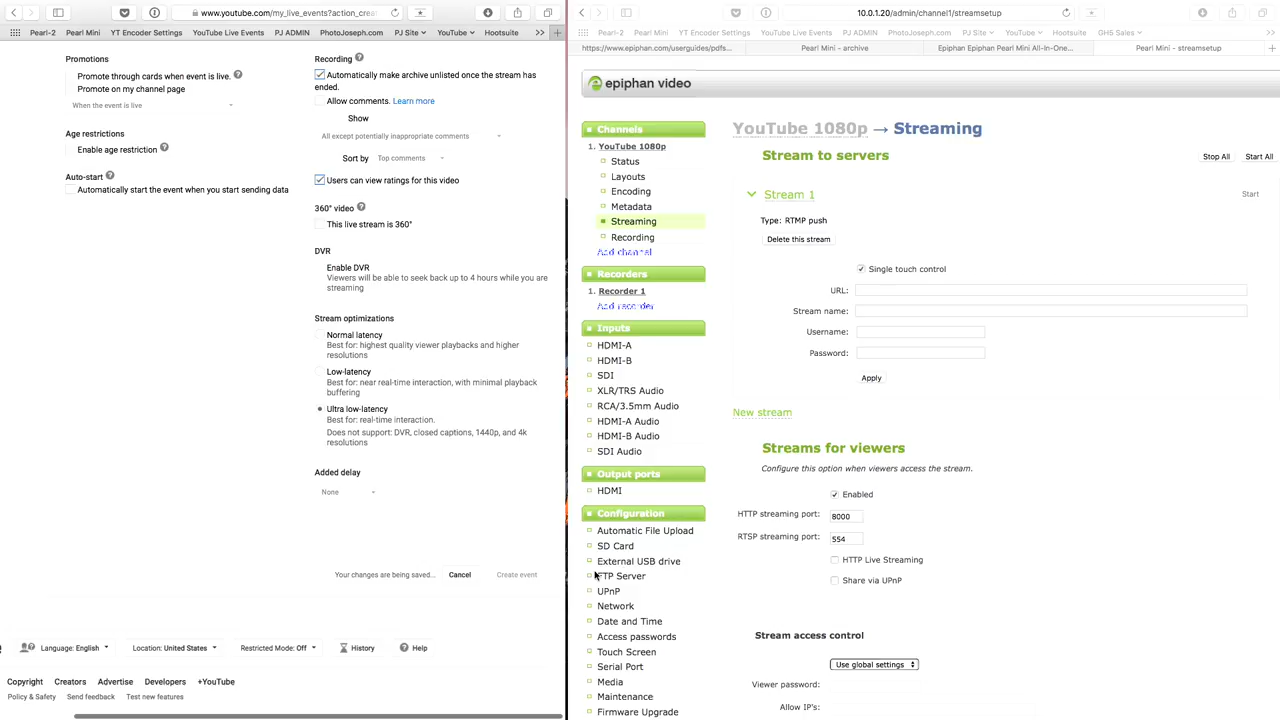 www.youtube.com/my_live_events?action_crea
Pearl-2 Pearl Mini YT Encoder Settings YouTube Live Events PJ ADMIN PhotoJoseph.com PJ Site YouTube Hootsuite
Promotions
Promote through cards when event is live. ?
Promote on my channel page
When the event is live
Age restrictions
Enable age restriction ?
Auto-start ?
Automatically start the event when you start sending data
Recording ?
Automatically make archive unlisted once the stream has
ended.
Allow comments. Learn more
Show
All except potentially inappropriate comments
Sort by Top comments
Users can view ratings for this video
360° video ?
This live stream is 360°
DVR
Enable DVR
Viewers will be able to seek back up to 4 hours while you are
streaming
Stream optimizations
Normal latency
Best for: highest quality viewer playbacks and higher
resolutions
Low-latency
Best for: near real-time interaction, with minimal playback
buffering
Ultra low-latency
Best for: real-time interaction.
Does not support: DVR, closed captions, 1440p, and 4k
resolutions
Added delay
None
Your changes are being saved... Cancel Create event
Language: English Location: United States Restricted Mode: Off History ? Help
Copyright Creators Advertise Developers +YouTube
Policy & Safety Send feedback Test new features
10.0.1.20/admin/channel1/streamsetup
Pearl-2 Pearl Mini YT Encoder Settings YouTube Live Events PJ ADMIN PhotoJoseph.com PJ Site YouTube Hootsuite GH5 Sales
https://www.epiphan.com/userguides/pdfs... Pearl Mini - archive Epiphan Epiphan Pearl Mini All-In-One... Pearl Mini - streamsetup
epiphan video
Channels
1. YouTube 1080p
Status
Layouts
Encoding
Metadata
Streaming
Recording
Add channel
Recorders
1. Recorder 1
Add recorder
Inputs
HDMI-A
HDMI-B
SDI
XLR/TRS Audio
RCA/3.5mm Audio
HDMI-A Audio
HDMI-B Audio
SDI Audio
Output ports
HDMI
Configuration
Automatic File Upload
SD Card
External USB drive
FTP Server
UPnP
Network
Date and Time
Access passwords
Touch Screen
Serial Port
Media
Maintenance
Firmware Upgrade
YouTube 1080p → Streaming
Stream to servers Stop All Start All
Stream 1 Start
Type: RTMP push
Delete this stream
Single touch control
URL:
Stream name:
Username:
Password:
Apply
New stream
Streams for viewers
Configure this option when viewers access the stream.
Enabled
HTTP streaming port: 8000
RTSP streaming port: 554
HTTP Live Streaming
Share via UPnP
Stream access control
Use global settings
Viewer password:
Allow IP's: